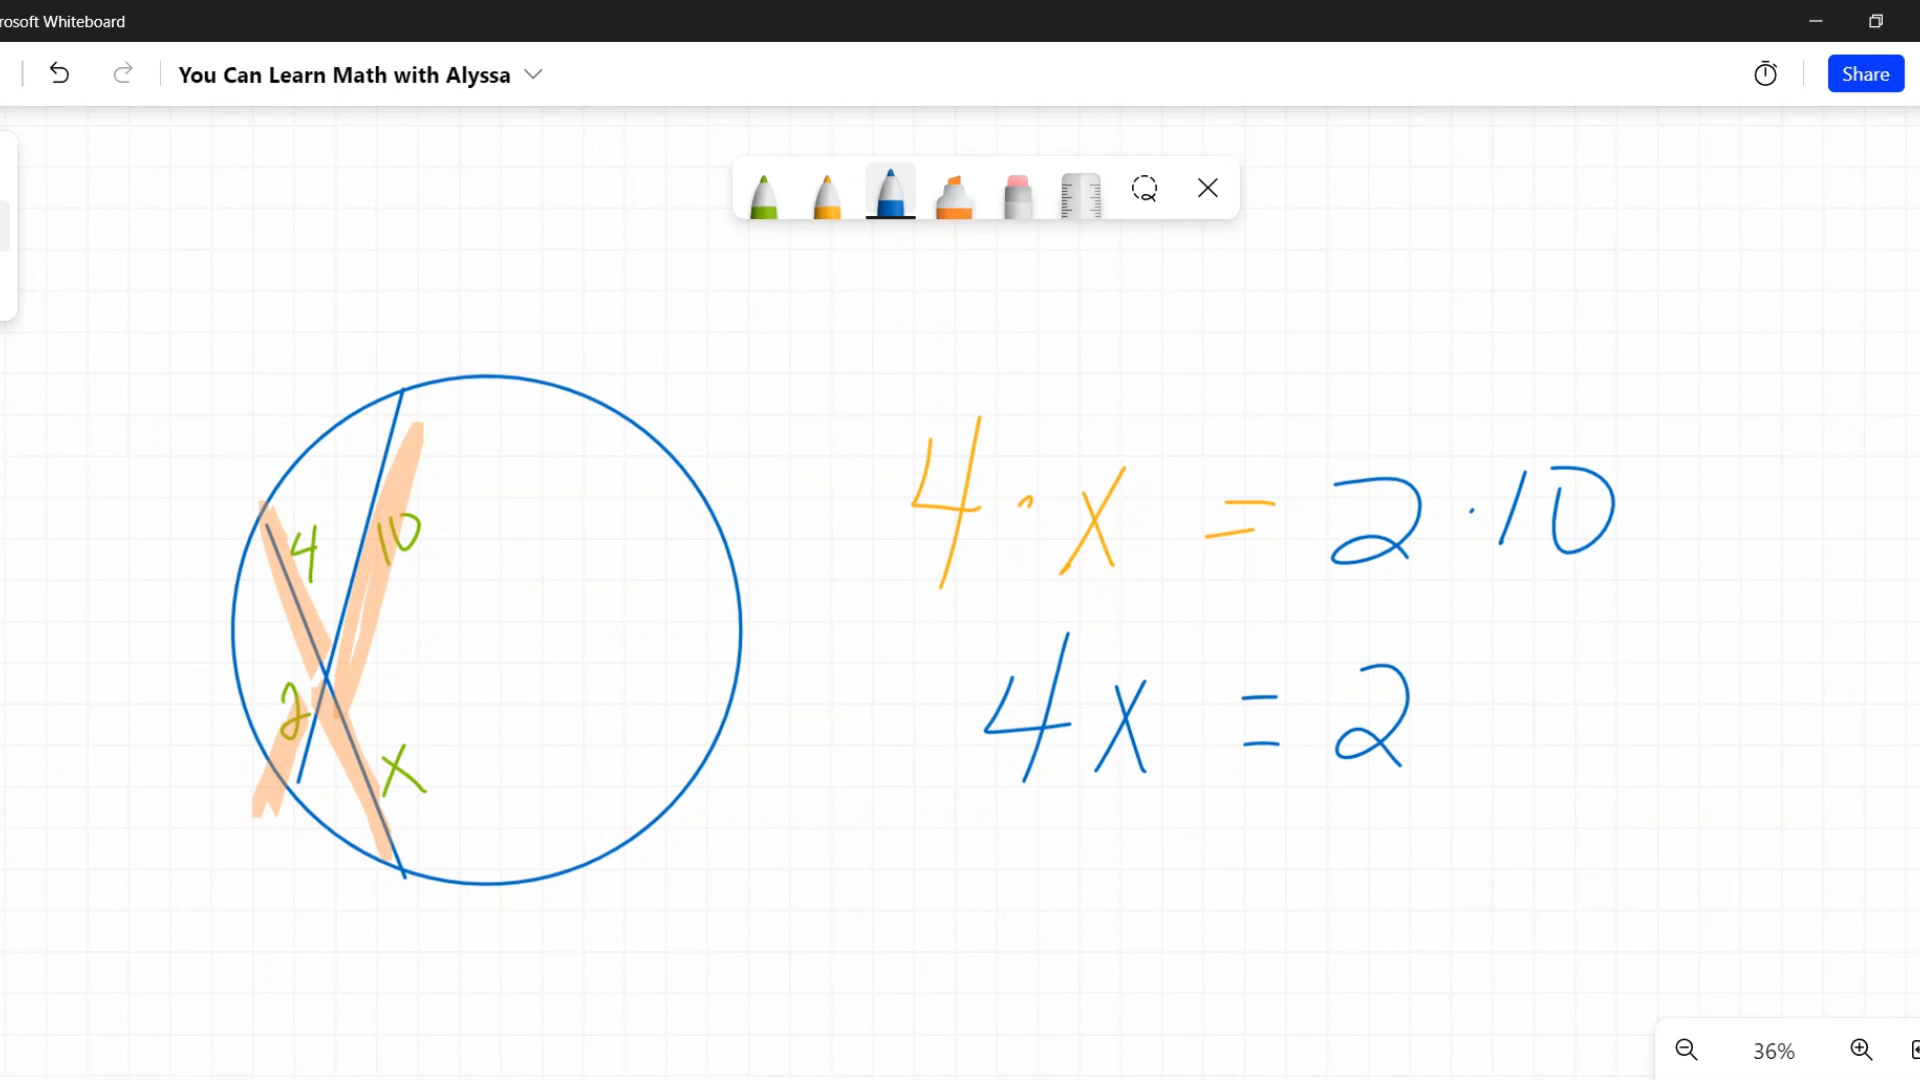 rosoft Whiteboard
You Can Learn Math with Alyssa
Share
4 10
2 x
4 · x = 2 · 10
4x = 2
36%